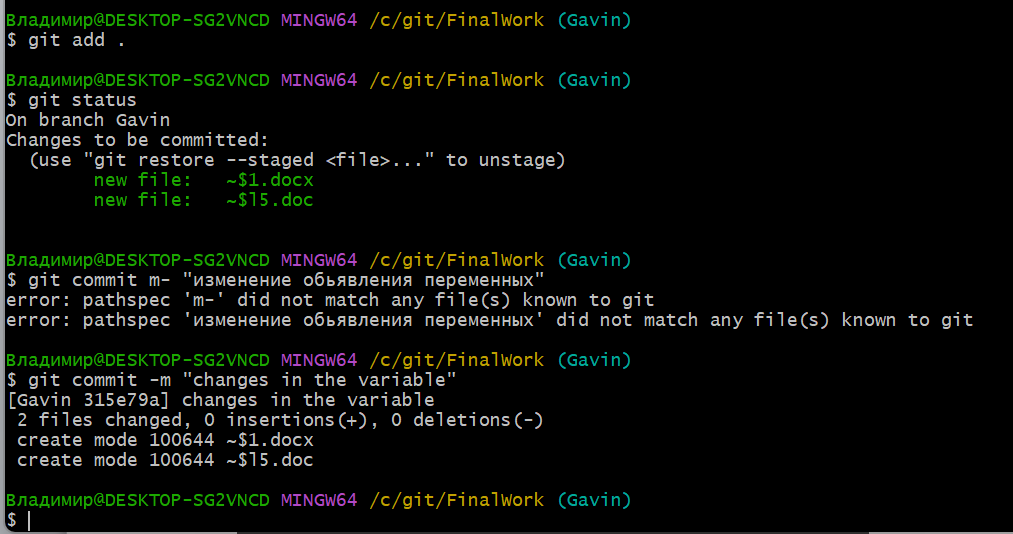 Владимир@DESKTOP-SG2VNCD MINGW64 /c/git/FinalWork (Gavin)
$ git add .
Владимир@DESKTOP-SG2VNCD MINGW64 /c/git/FinalWork (Gavin)
$ git status
On branch Gavin
Changes to be committed:
  (use "git restore --staged <file>..." to unstage)
        new file:   ~$1.docx
        new file:   ~$l5.doc
Владимир@DESKTOP-SG2VNCD MINGW64 /c/git/FinalWork (Gavin)
$ git commit m- "изменение обьявления переменных"
error: pathspec 'm-' did not match any file(s) known to git
error: pathspec 'изменение обьявления переменных' did not match any file(s) known to git
Владимир@DESKTOP-SG2VNCD MINGW64 /c/git/FinalWork (Gavin)
$ git commit -m "changes in the variable"
[Gavin 315e79a] changes in the variable
 2 files changed, 0 insertions(+), 0 deletions(-)
 create mode 100644 ~$1.docx
 create mode 100644 ~$l5.doc
Владимир@DESKTOP-SG2VNCD MINGW64 /c/git/FinalWork (Gavin)
$